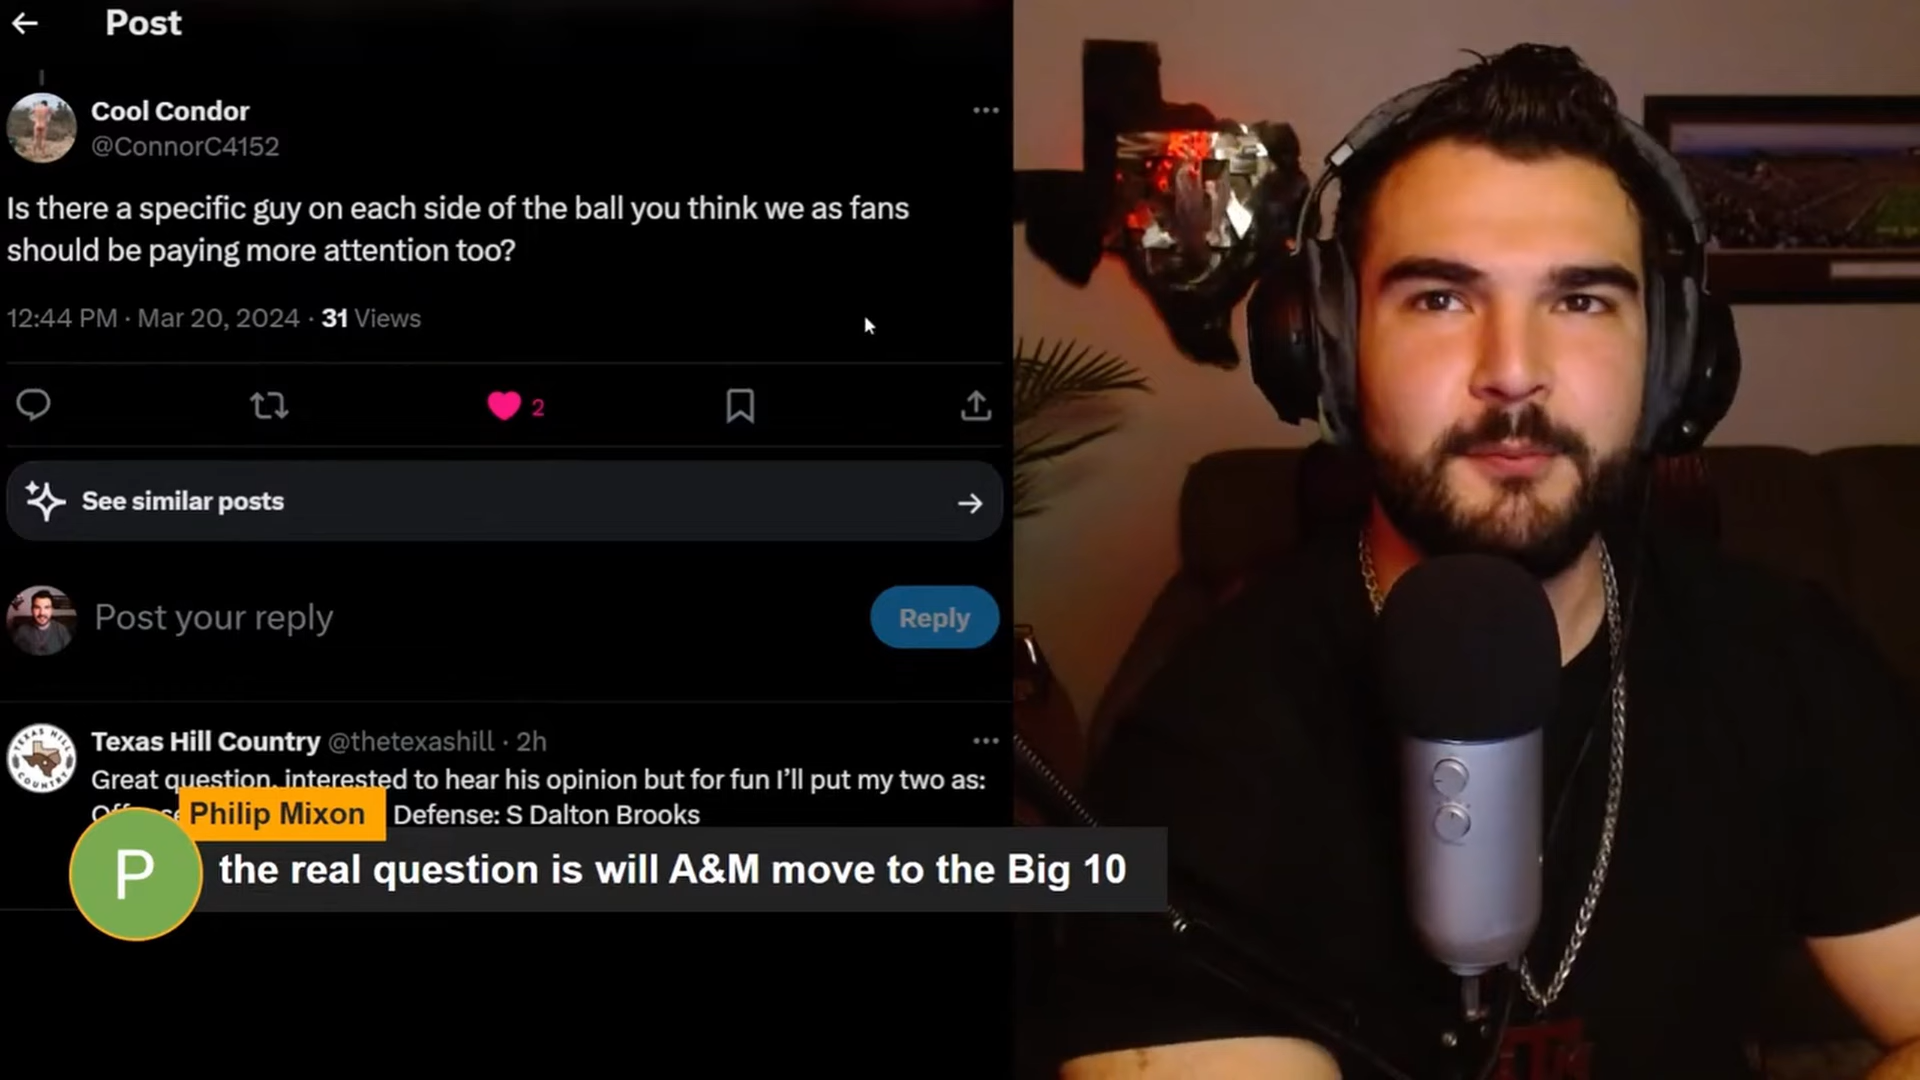 Post
Cool Condor
@ConnorC4152
Is there a specific guy on each side of the ball you think we as fans
should be paying more attention too?
12:44 PM · Mar 20, 2024 · 31 Views
2
See similar posts
Post your reply
Reply
TEXAS HILL COUNTRY
Texas Hill Country @thetexashill · 2h
Great question, interested to hear his opinion but for fun I'll put my two as:
Defense: S Dalton Brooks
Philip Mixon
P
the real question is will A&M move to the Big 10